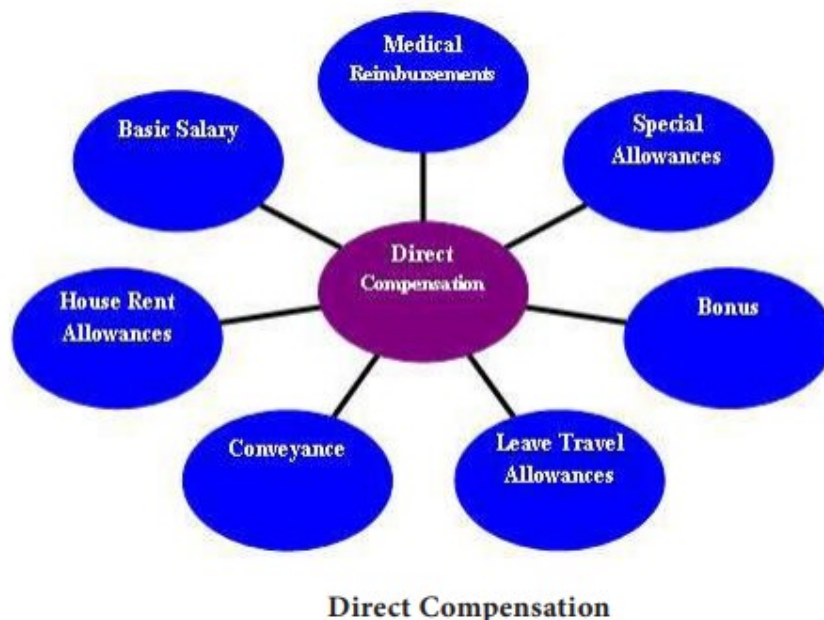 Medical
Reimbursements
Basic Salary
Special
Allowances
Direct
Compensation
House Rent
Allowances
Bonus
Conveyance
Leave Travel
Allowances
Direct Compensation